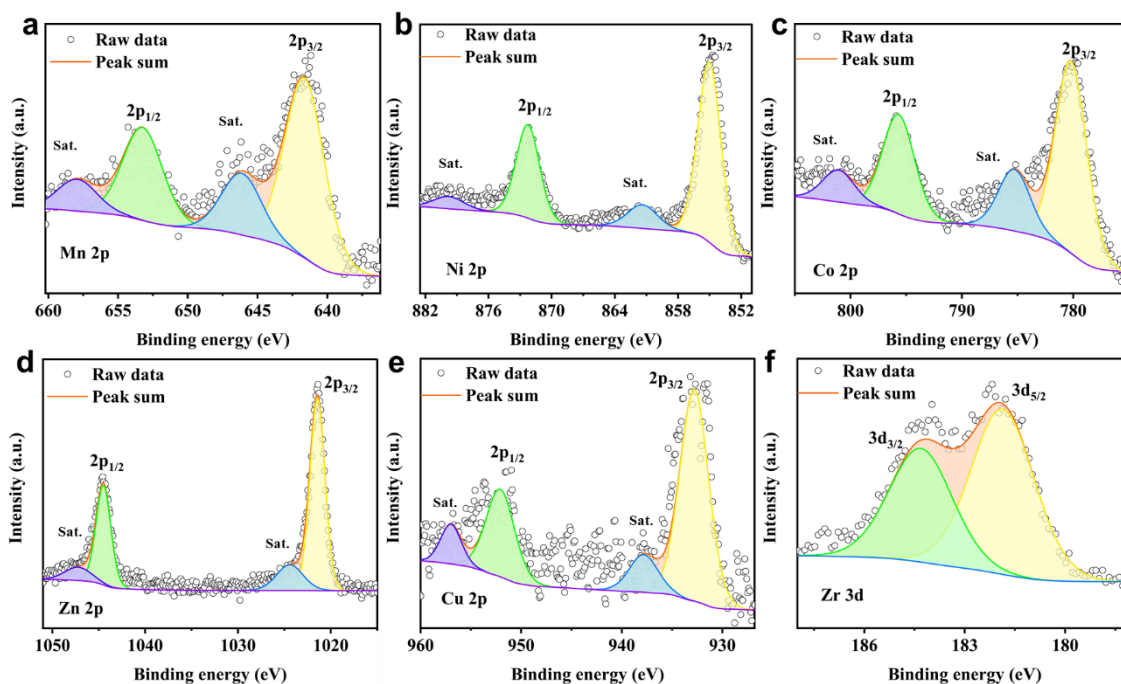 a
Raw data
Peak sum
2p3/2
2p1/2
Sat.
Sat.
Mn 2p
Intensity (a.u.)
660 655 650 645 640
Binding energy (eV)
b
Raw data
Peak sum
2p3/2
2p1/2
Sat.
Sat.
Ni 2p
Intensity (a.u.)
882 876 870 864 858 852
Binding energy (eV)
c
Raw data
Peak sum
2p3/2
2p1/2
Sat.
Sat.
Co 2p
Intensity (a.u.)
800 790 780
Binding energy (eV)
d
Raw data
Peak sum
2p3/2
2p1/2
Sat.
Sat.
Zn 2p
Intensity (a.u.)
1050 1040 1030 1020
Binding energy (eV)
e
Raw data
Peak sum
2p3/2
2p1/2
Sat.
Sat.
Cu 2p
Intensity (a.u.)
960 950 940 930
Binding energy (eV)
f
Raw data
Peak sum
3d5/2
3d3/2
Zr 3d
Intensity (a.u.)
186 183 180
Binding energy (eV)